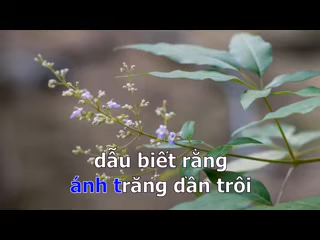 dẫu biết rằng
ánh trăng dần trôi